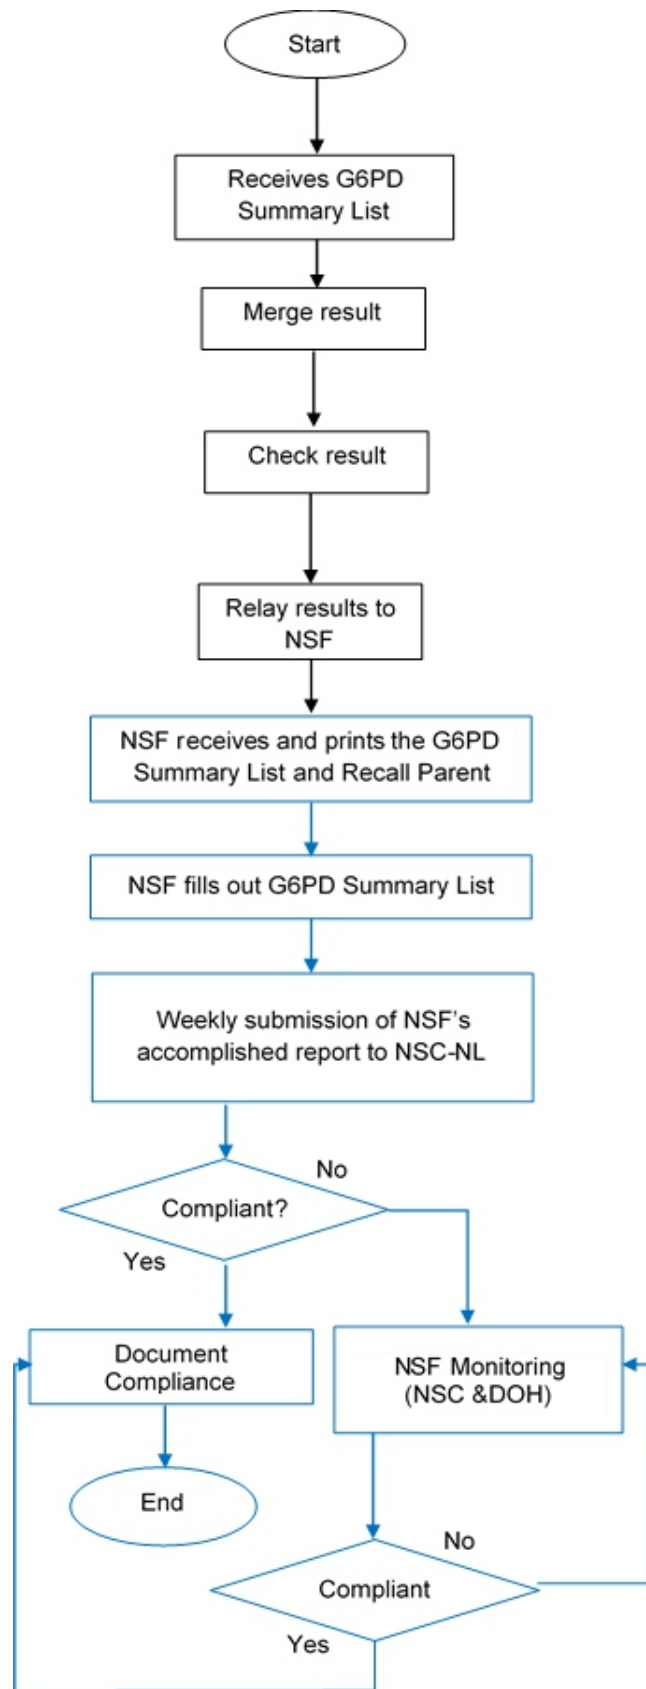 Start
Receives G6PD
Summary List
Merge result
Check result
Relay results to
NSF
NSF receives and prints the G6PD
Summary List and Recall Parent
NSF fills out G6PD Summary List
Weekly submission of NSF's
accomplished report to NSC-NL
No
Compliant?
Yes
Document
Compliance
NSF Monitoring
(NSC &DOH)
End
No
Compliant
Yes